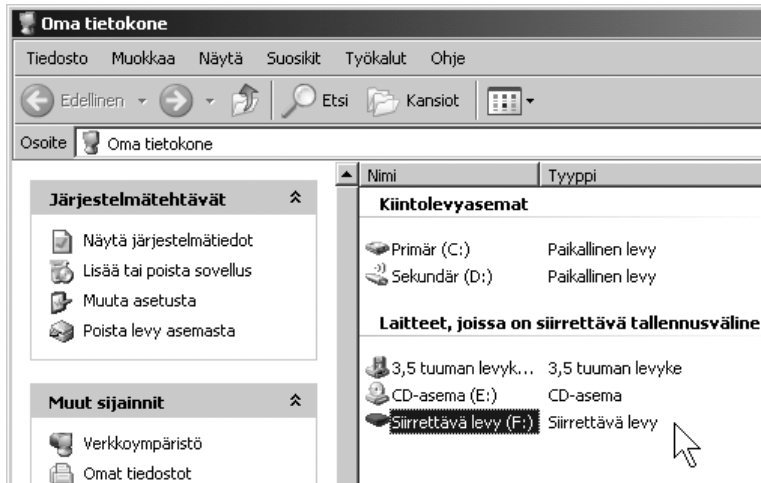 Oma tietokone
Tiedosto Muokkaa Näytä Suosikit Työkalut Ohje
Edellinen Etsi Kansiot
Osoite Oma tietokone
Järjestelmätehtävät
Näytä järjestelmätiedot
Lisää tai poista sovellus
Muuta asetusta
Poista levy asemasta
Muut sijainnit
Verkkoympäristö
Omat tiedostot
Nimi Tyyppi
Kiintolevyasemat
Primär (C:) Paikallinen levy
Sekundär (D:) Paikallinen levy
Laitteet, joissa on siirrettävä tallennusväline
3,5 tuuman levyk... 3,5 tuuman levyke
CD-asema (E:) CD-asema
Siirrettävä levy (F:) Siirrettävä levy